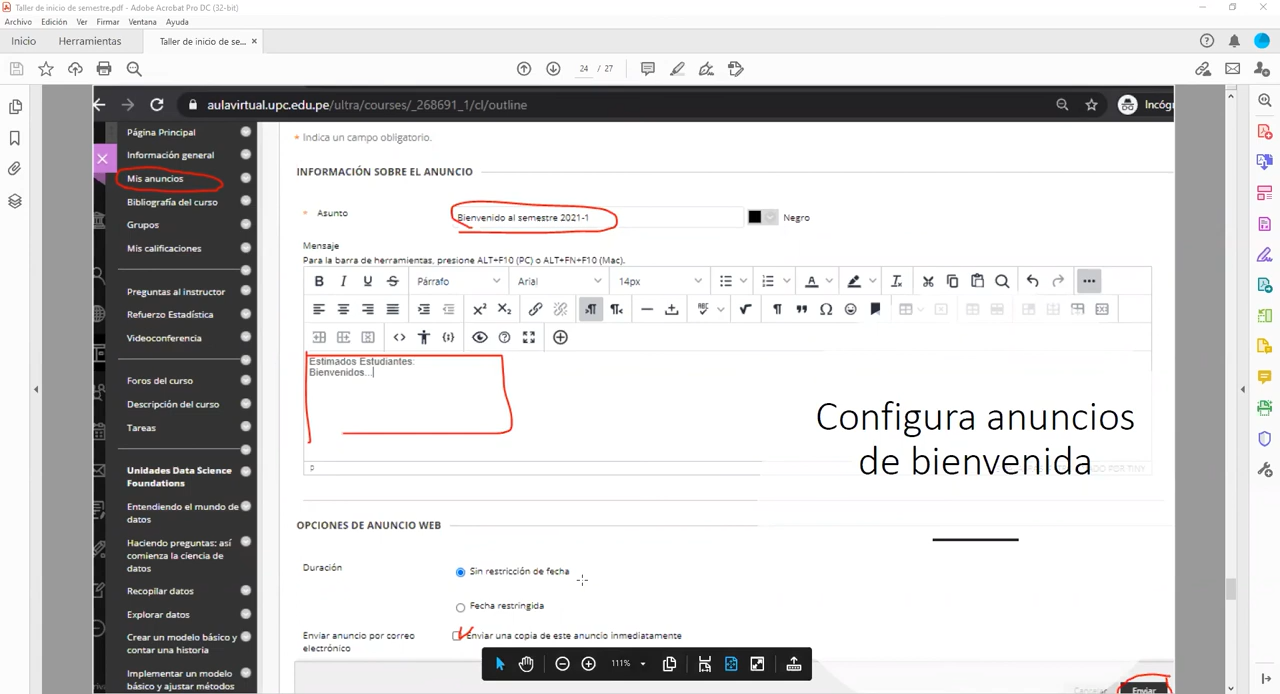 Taller de inicio de semestre.pdf - Adobe Acrobat Pro DC (32-bit)
Archivo Edición Ver Firmar Ventana Ayuda
Inicio Herramientas Taller de inicio de se... ×
24 / 27
aulavirtual.upc.edu.pe/ultra/courses/_268691_1/cl/outline
Incóg
Página Principal
Información general
Mis anuncios
Bibliografía del curso
Grupos
Mis calificaciones
Preguntas al instructor
Refuerzo Estadística
Videoconferencia
Foros del curso
Descripción del curso
Tareas
Unidades Data Science
Foundations
Entendiendo el mundo de
datos
Haciendo preguntas: así
comienza la ciencia de
datos
Recopilar datos
Explorar datos
Crear un modelo básico y
contar una historia
Implementar un modelo
básico y ajustar métodos
* Indica un campo obligatorio.
INFORMACIÓN SOBRE EL ANUNCIO
* Asunto
Bienvenido al semestre 2021-1
Negro
Mensaje
Para la barra de herramientas, presione ALT+F10 (PC) o ALT+FN+F10 (Mac).
B I U S Párrafo Arial 14px
Estimados Estudiantes:
Bienvenidos...
P
POR TINY
Configura anuncios
de bienvenida
OPCIONES DE ANUNCIO WEB
Duración
Sin restricción de fecha
Fecha restringida
Enviar anuncio por correo
electrónico
Enviar una copia de este anuncio inmediatamente
111%
Cancelar
Enviar